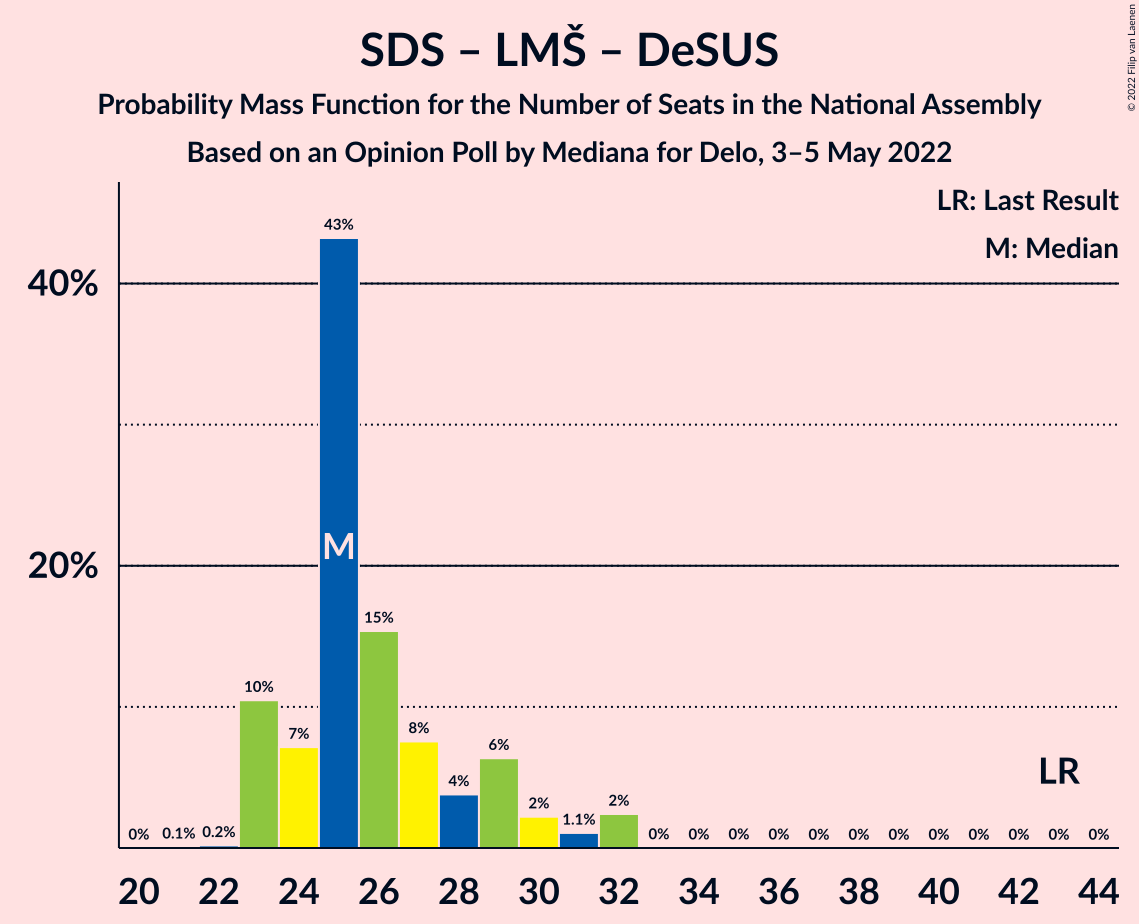 SDS – LMŠ – DeSUS
Probability Mass Function for the Number of Seats in the National Assembly
Based on an Opinion Poll by Mediana for Delo, 3–5 May 2022
© 2022 Filip van Laenen
LR: Last Result
M: Median
40%
20%
0% 0.1% 0.2% 10% 7% 43% 15% 8% 4% 6% 2% 1.1% 2% 0% 0% 0% 0% 0% 0% 0% 0% 0% 0% 0% 0%
M
LR
20 22 24 26 28 30 32 34 36 38 40 42 44